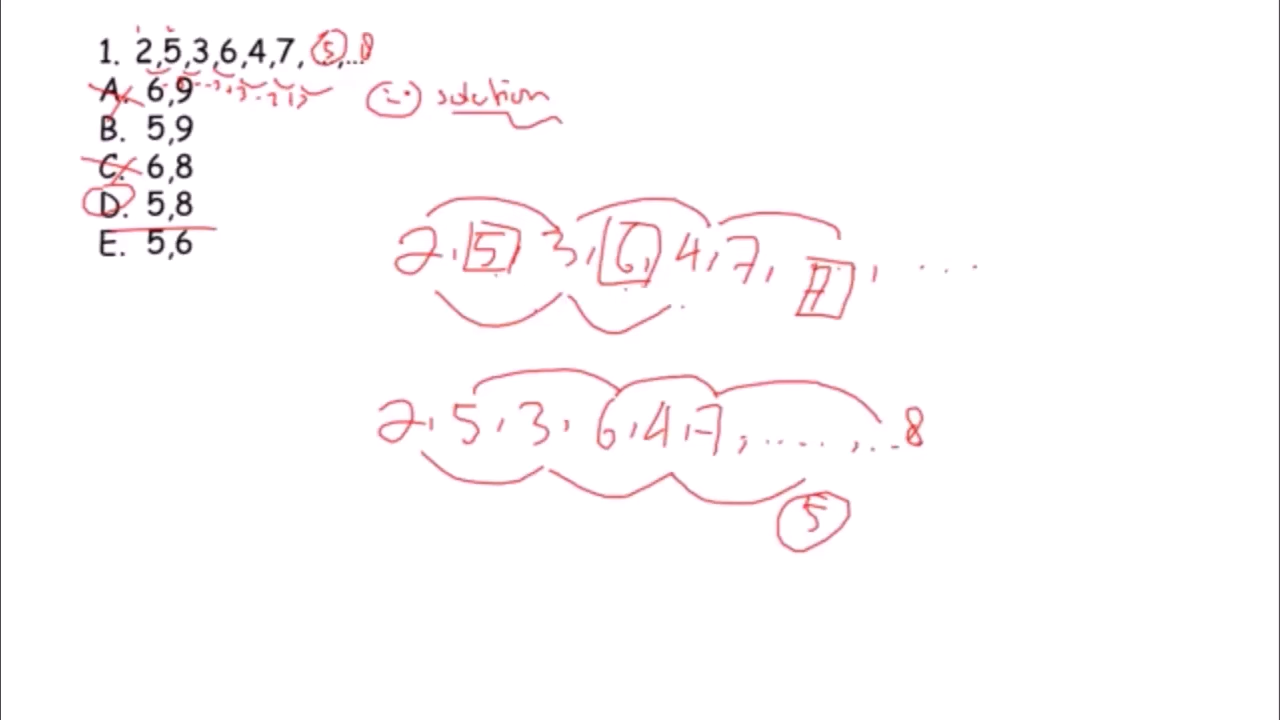 1. 2,5,3,6,4,7, 5,... 8
A. 6,9
solution
B. 5,9
C. 6,8
D. 5,8
E. 5,6
2, 5 3, 6, 4, 7, 7, ...
2, 5, 3, 6, 4, 7, ....., ... 8
5